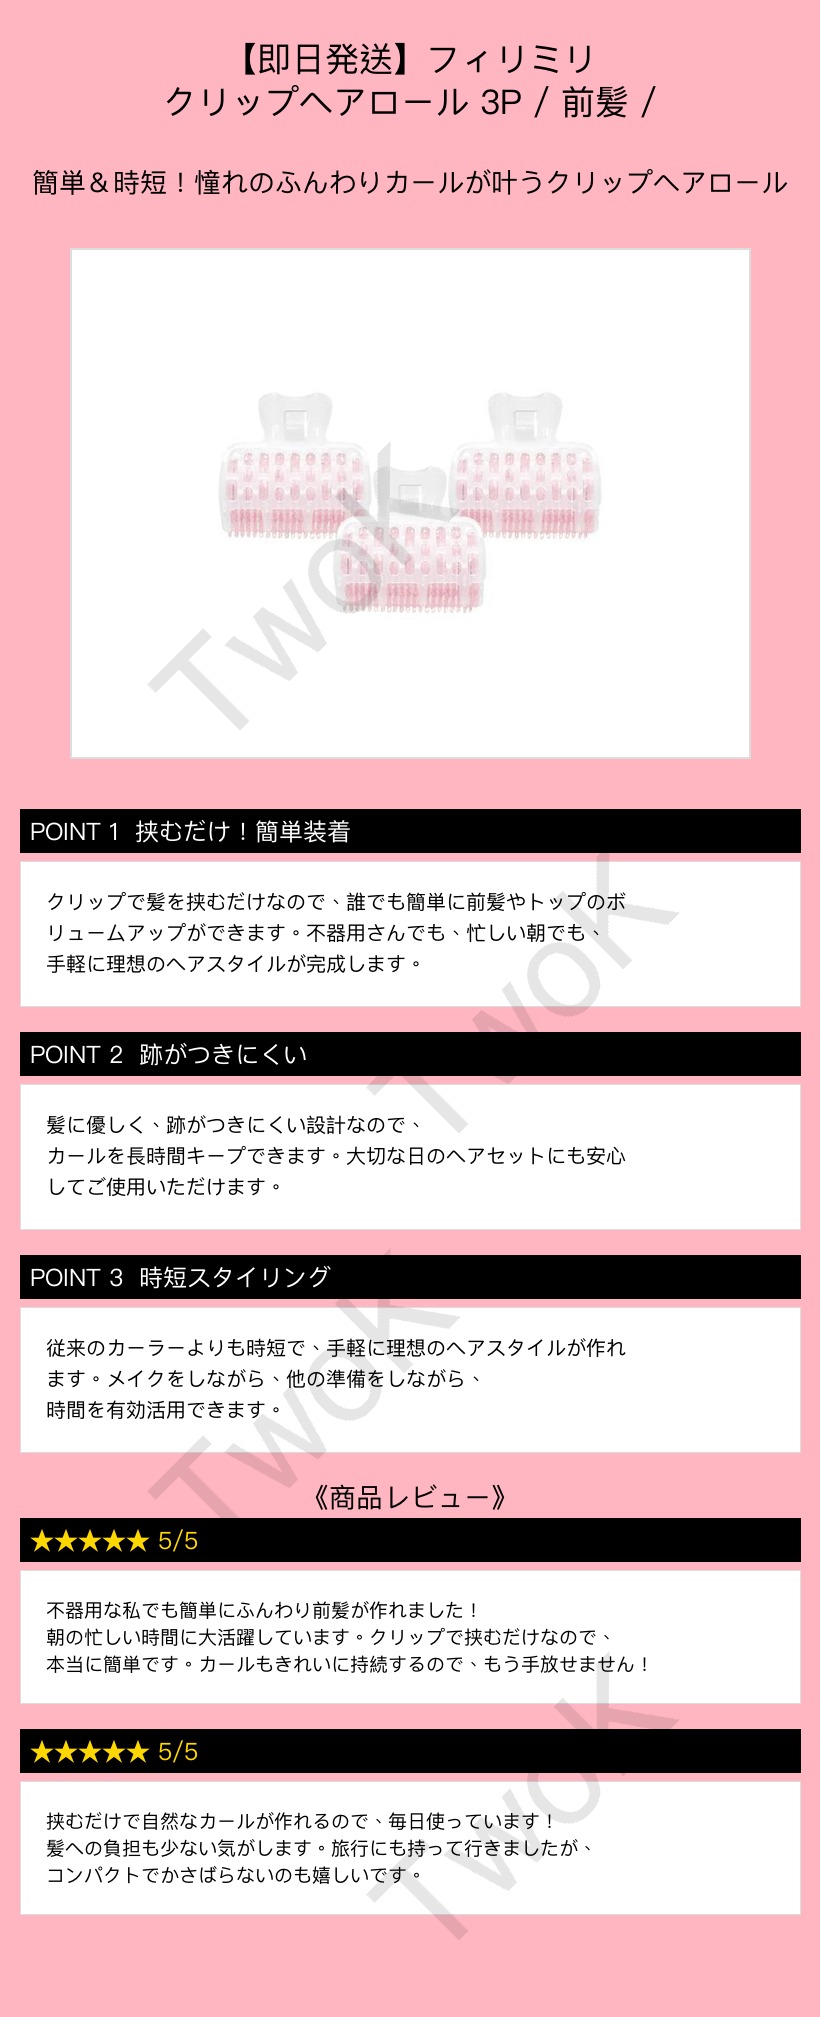 【即日発送】フィリミリ
クリップヘアロール 3P / 前髪 /
簡単＆時短！憧れのふんわりカールが叶うクリップヘアロール
TwoK
POINT 1 挟むだけ！簡単装着
クリップで髪を挟むだけなので、誰でも簡単に前髪やトップのボ
リュームアップができます。不器用さんでも、忙しい朝でも、
手軽に理想のヘアスタイルが完成します。
TwoK
POINT 2 跡がつきにくい
髪に優しく、跡がつきにくい設計なので、
カールを長時間キープできます。大切な日のヘアセットにも安心
してご使用いただけます。
POINT 3 時短スタイリング
従来のカーラーよりも時短で、手軽に理想のヘアスタイルが作れ
ます。メイクをしながら、他の準備をしながら、
時間を有効活用できます。
TwoK
《商品レビュー》
★★★★★ 5/5
不器用な私でも簡単にふんわり前髪が作れました！
朝の忙しい時間に大活躍しています。クリップで挟むだけなので、
本当に簡単です。カールもきれいに持続するので、もう手放せません！
★★★★★ 5/5
挟むだけで自然なカールが作れるので、毎日使っています！
髪への負担も少ない気がします。旅行にも持って行きましたが、
コンパクトでかさばらないのも嬉しいです。
TwoK